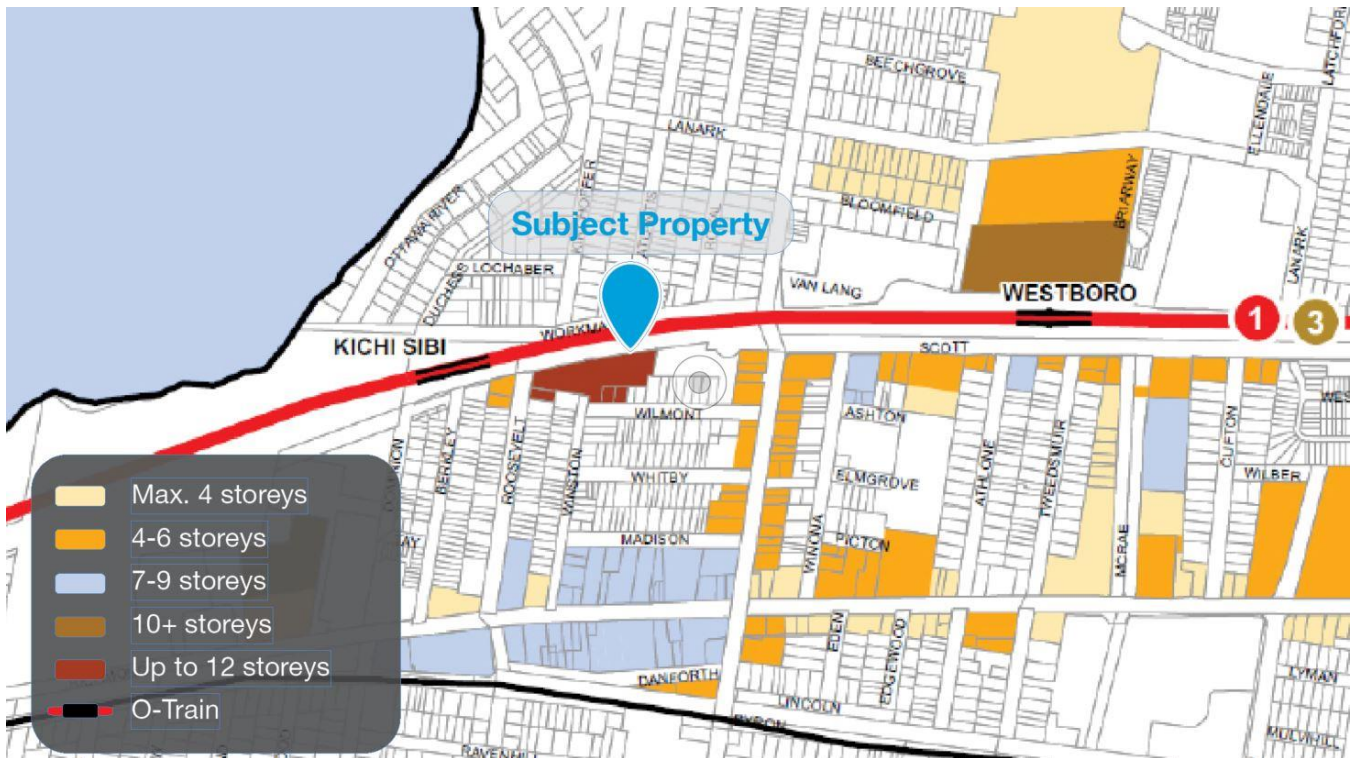 BEECHGROVE
LATCHFORD
ELLENDALE
LANARK
BRIARWAY
BLOOMFIELD
OTTAWA RIVER
Subject Property
LANARK
DUCHESS
LOCHABER
VAN LANG
WESTBORO
1
3
KICHI SIBI
SCOTT
WILMONT
ASHTON
BERKLEY
ROOSEVELT
WINSTON
WHITBY
ELMGROVE
ATHLONE
TWEEDSMUIR
CLIFTON
WILBER
MADISON
WINONA
PICTON
MCRAE
Max. 4 storeys
4-6 storeys
7-9 storeys
10+ storeys
Up to 12 storeys
O-Train
EDEN
EDGEWOOD
DANFORTH
LINCOLN
BYRON
LYMAN
MULVIHILL
RAVENHILL